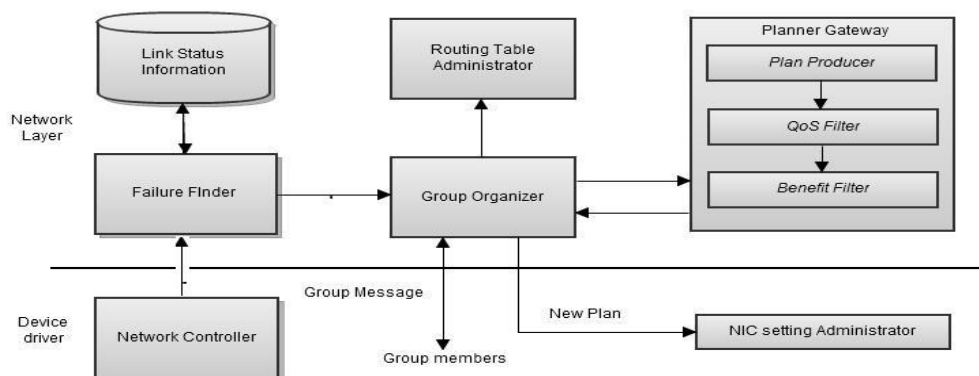 Link Status
Information
Routing Table
Administrator
Planner Gateway
Plan Producer
QoS Filter
Benefit Filter
Network
Layer
Failure FInder
Group Organizer
Group Message
New Plan
Device
driver
Network Controller
Group members
NIC setting Administrator